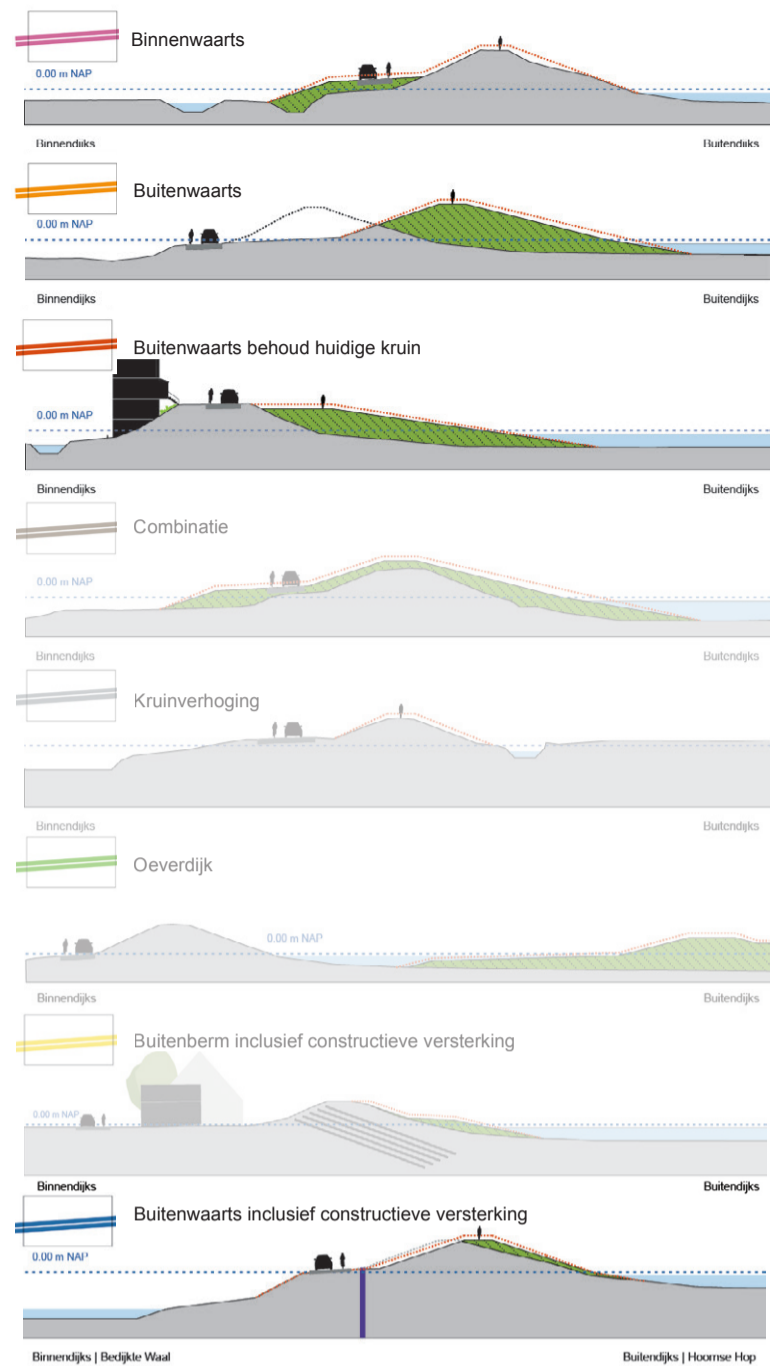 Binnenwaarts
0.00 m NAP
Binnendijks Buitendijks
Buitenwaarts
0.00 m NAP
Binnendijks Buitendijks
Buitenwaarts behoud huidige kruin
0.00 m NAP
Binnendijks Buitendijks
Combinatie
0.00 m NAP
Binnendijks Buitendijks
Kruinverhoging
0.00 m NAP
Binnendijks Buitendijks
Oeverdijk
0.00 m NAP
Binnendijks Buitendijks
Buitenberm inclusief constructieve versterking
0.00 m NAP
Binnendijks Buitendijks
Buitenwaarts inclusief constructieve versterking
0.00 m NAP
Binnendijks | Bedijkte Waal Buitendijks | Hoornse Hop